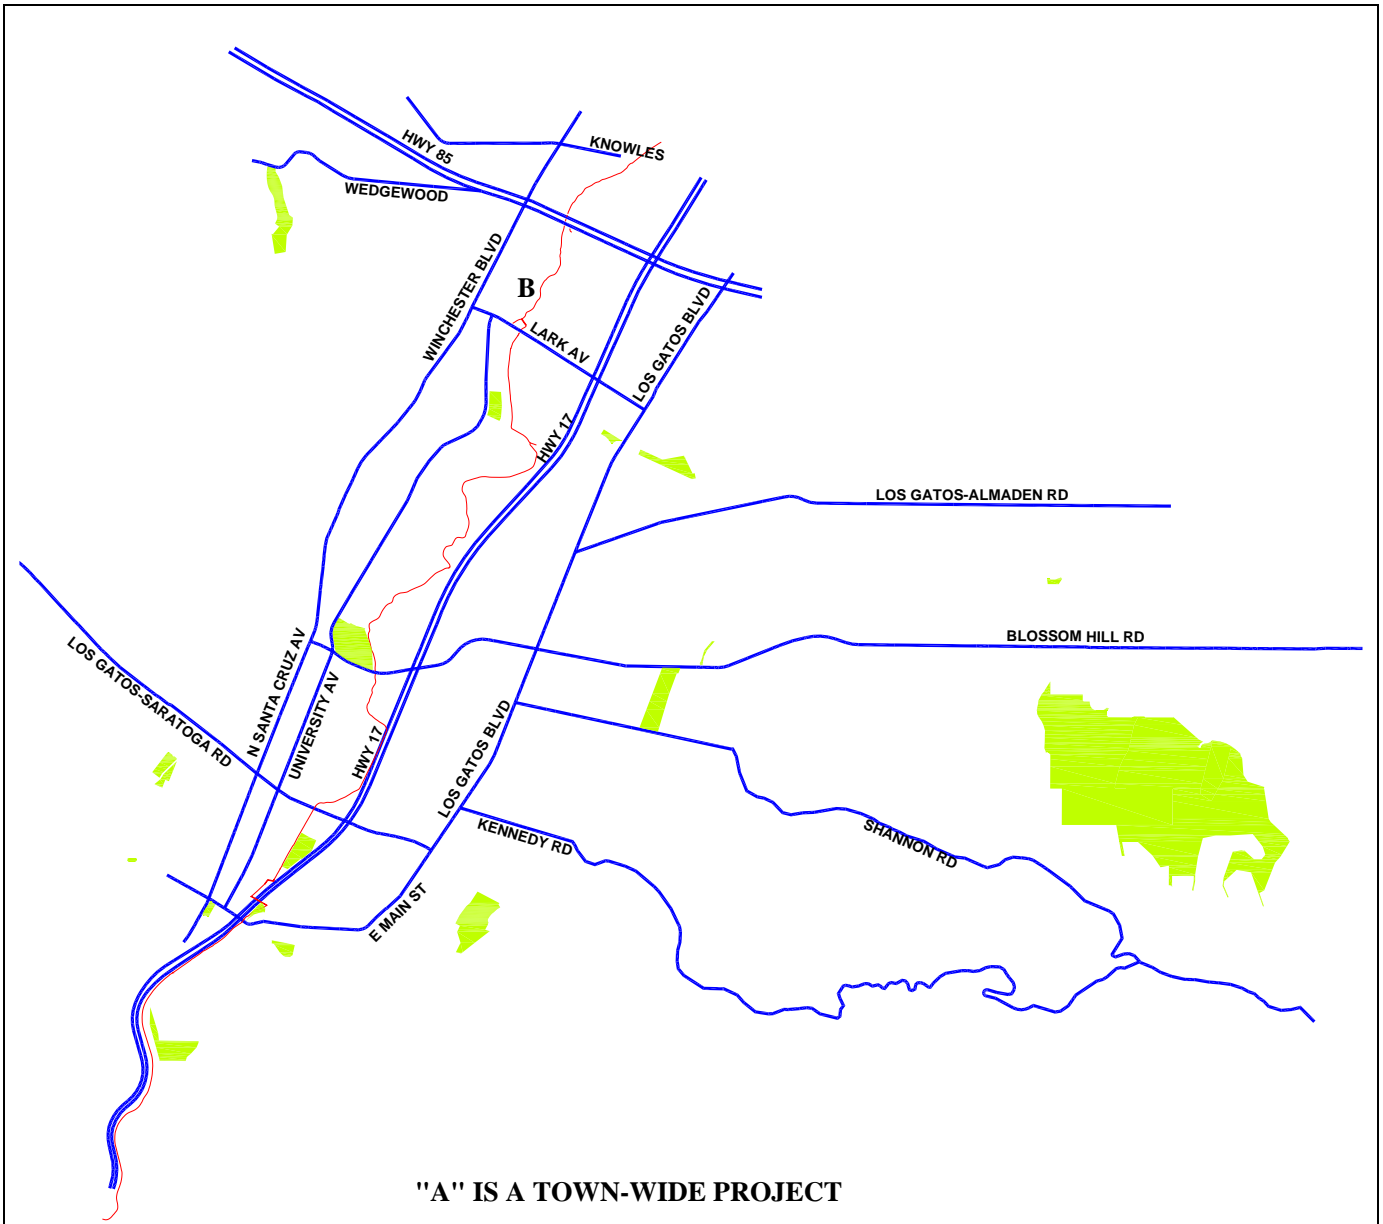 HWY 85
KNOWLES
WEDGEWOOD
WINCHESTER BLVD
B
LARK AV
LOS GATOS BLVD
HWY 17
LOS GATOS-ALMADEN RD
BLOSSOM HILL RD
LOS GATOS-SARATOGA RD
N SANTA CRUZ AV
UNIVERSITY AV
HWY 17
LOS GATOS BLVD
KENNEDY RD
SHANNON RD
E MAIN ST
"A" IS A TOWN-WIDE PROJECT